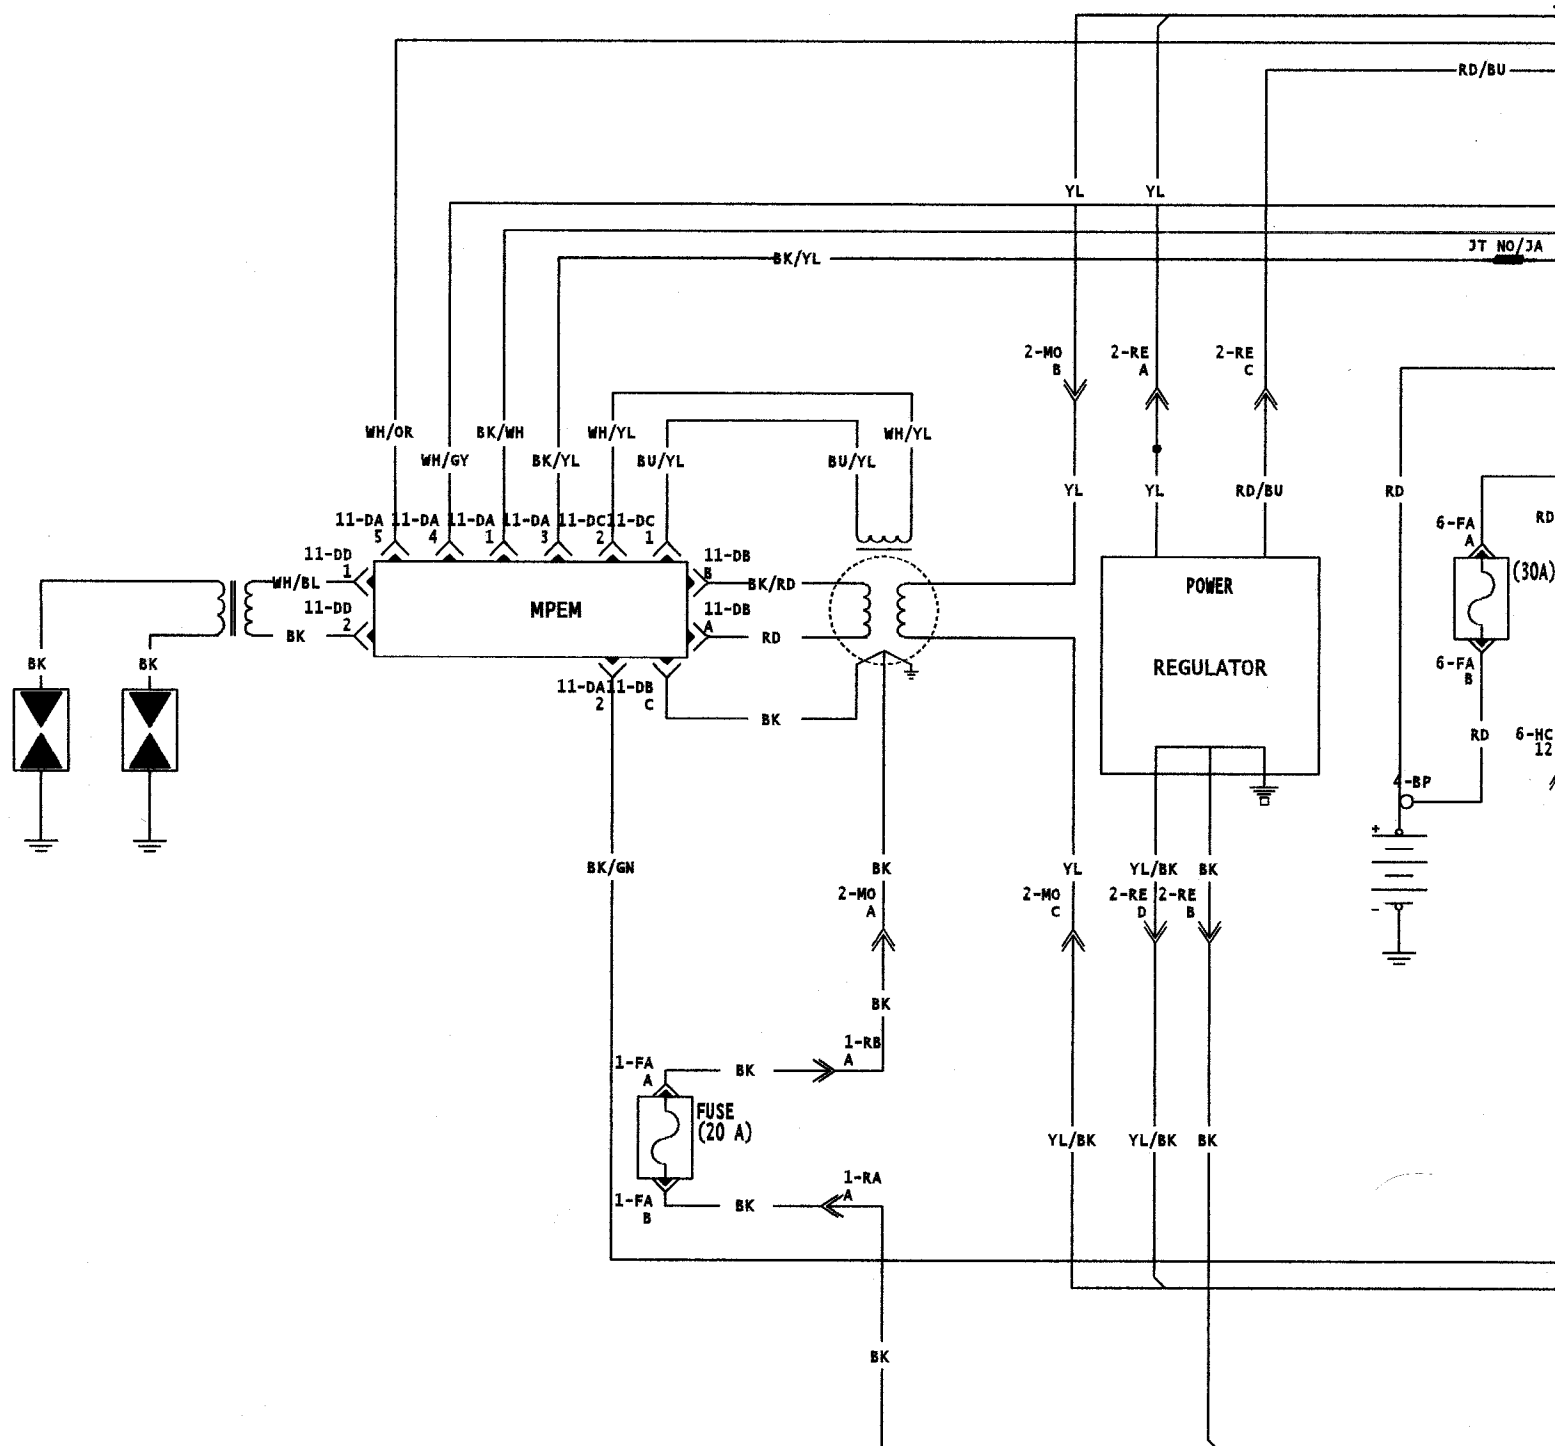 RD/BU
YL YL
JT NO/JA
BK/YL
2-MO 2-RE 2-RE
B A C
WH/OR BK/WH WH/YL WH/YL
WH/GY BK/YL BU/YL BU/YL
YL YL RD/BU RD
11-DA 11-DA 11-DA 11-DA 11-DC 11-DC
5 4 1 3 2 1
6-FA
A
RD
11-DD
1
11-DB
B
WH/BL
BK/RD
(30A)
POWER
11-DD
2
MPEM
11-DB
A
BK
RD
BK BK
REGULATOR
6-FA
B
11-DA 11-DB
2 C
BK
RD
6-HC
12
4-BP
+
BK/GN BK YL YL/BK BK
2-MO 2-MO 2-RE 2-RE
A C D B
-
BK
1-RB
A
1-FA
A
BK
FUSE
(20 A)
YL/BK YL/BK BK
1-RA
A
1-FA
B
BK
BK